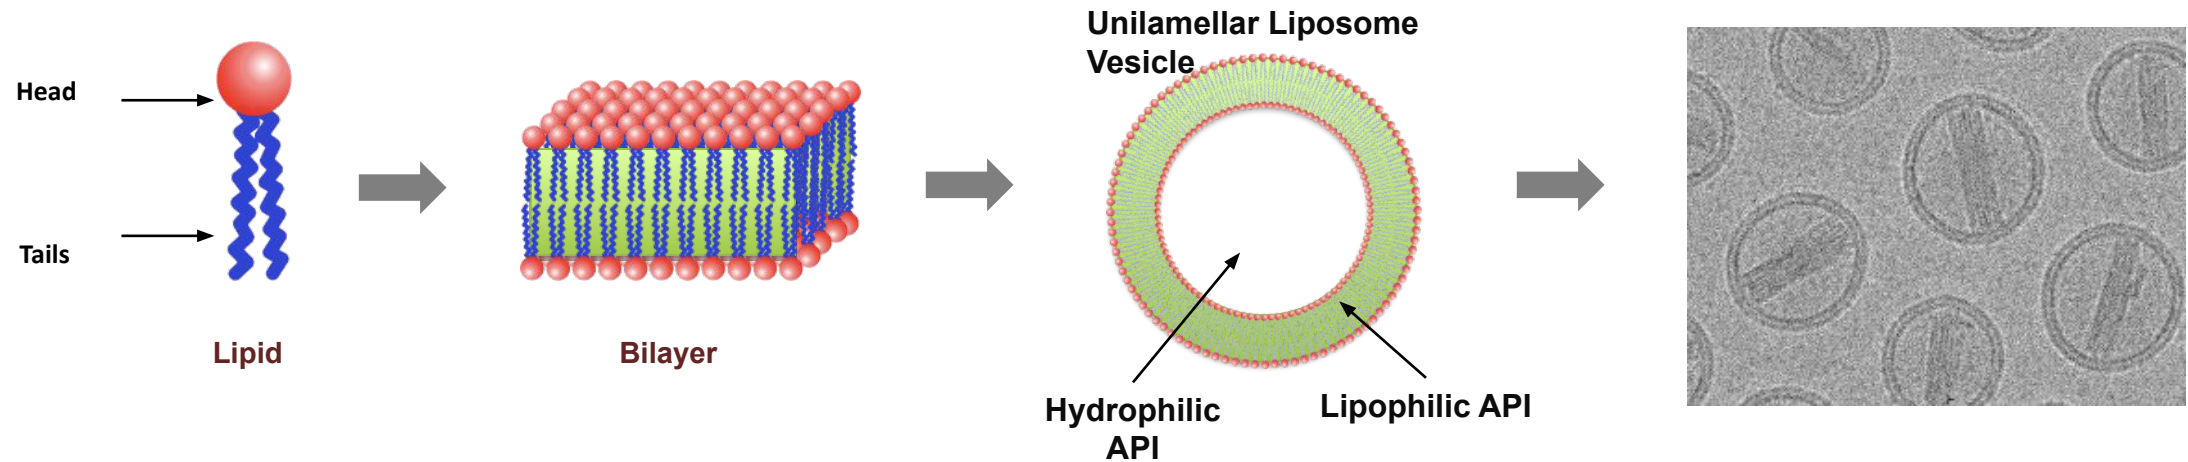 Head
Tails
Lipid
Bilayer
Unilamellar Liposome
Vesicle
Hydrophilic
API
Lipophilic API